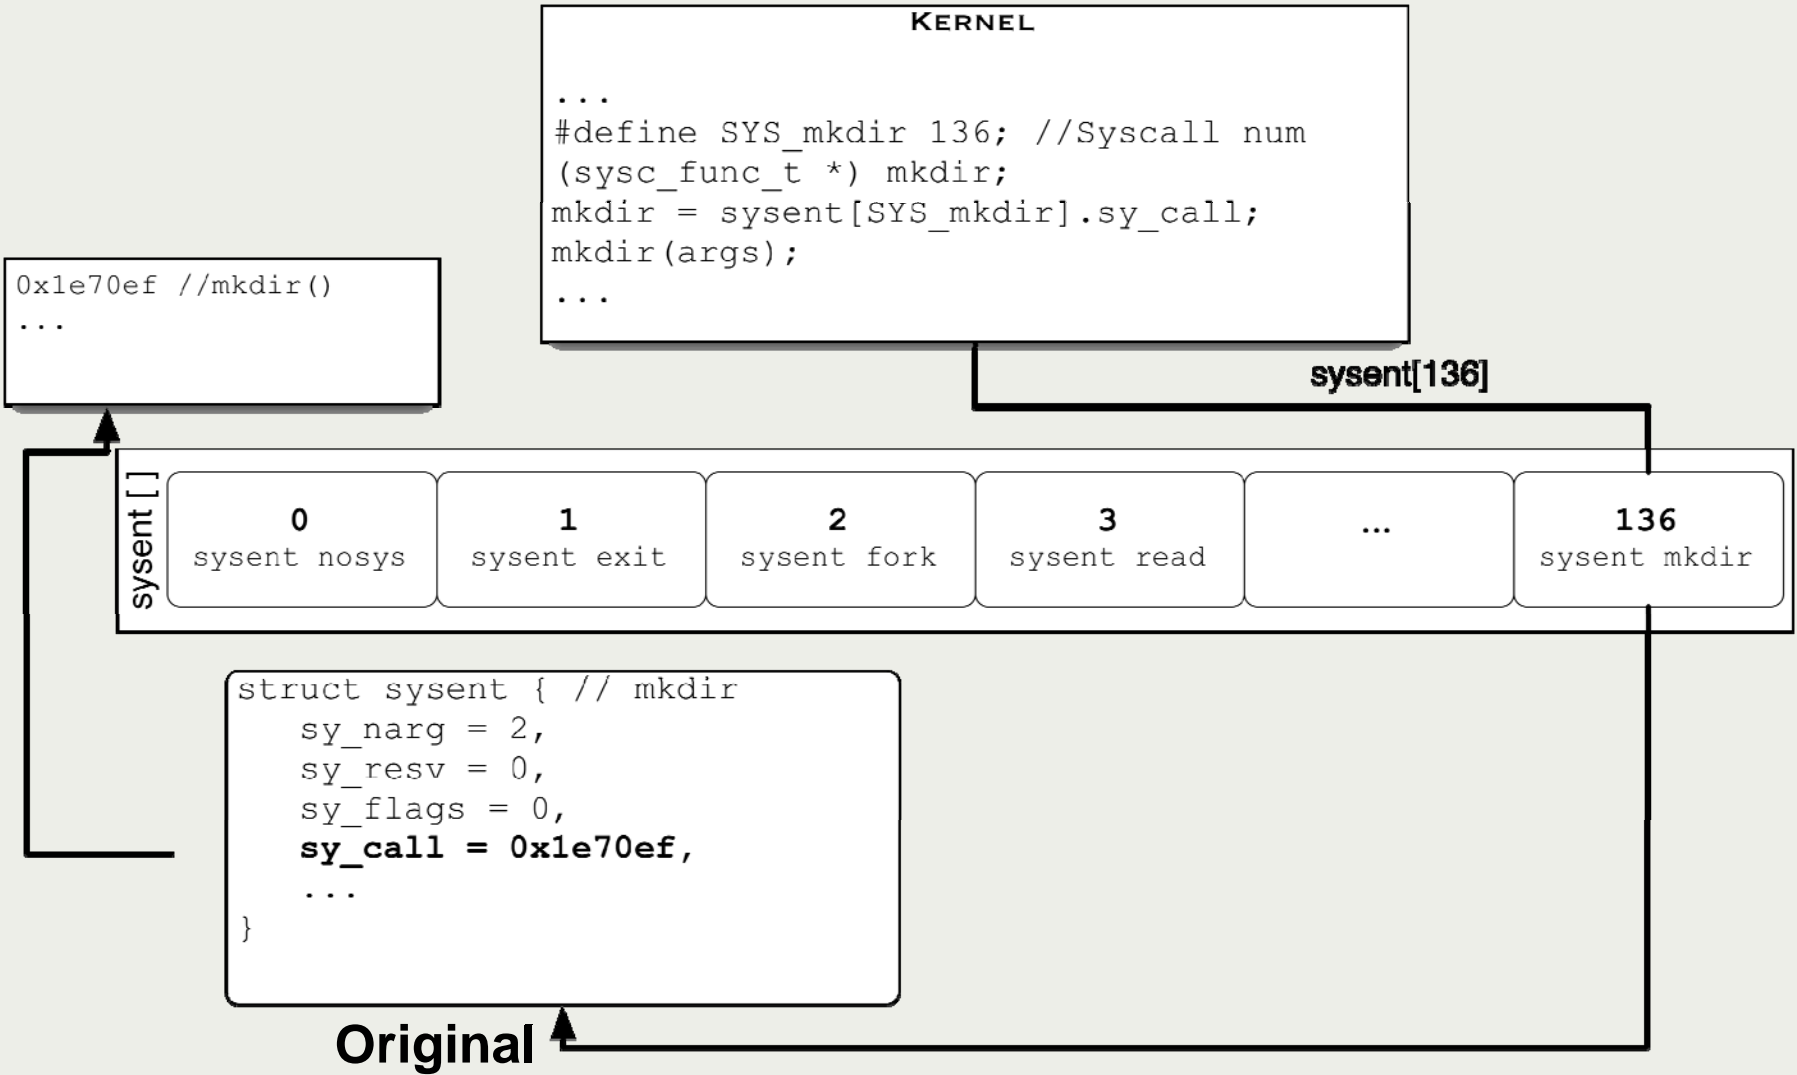 KERNEL
...
#define SYS_mkdir 136; //Syscall num
(sysc_func_t *) mkdir;
mkdir = sysent[SYS_mkdir].sy_call;
mkdir(args);
...
0x1e70ef //mkdir()
...
sysent[136]
sysent [ ]
0
sysent nosys
1
sysent exit
2
sysent fork
3
sysent read
...
136
sysent mkdir
struct sysent { // mkdir
sy_narg = 2,
sy_resv = 0,
sy_flags = 0,
sy_call = 0x1e70ef,
...
}
Original